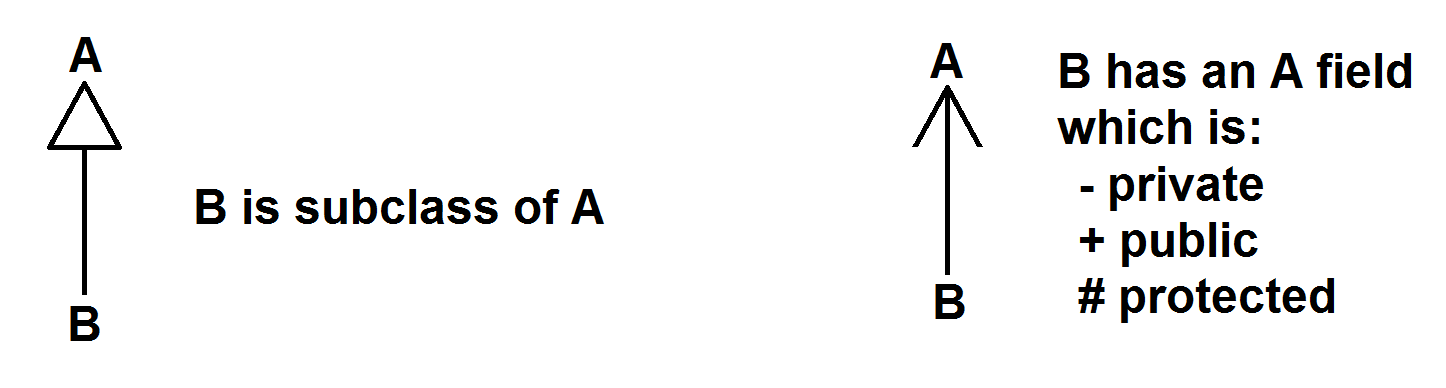 A
B is subclass of A
B
A
B has an A field
which is:
- private
+ public
# protected
B